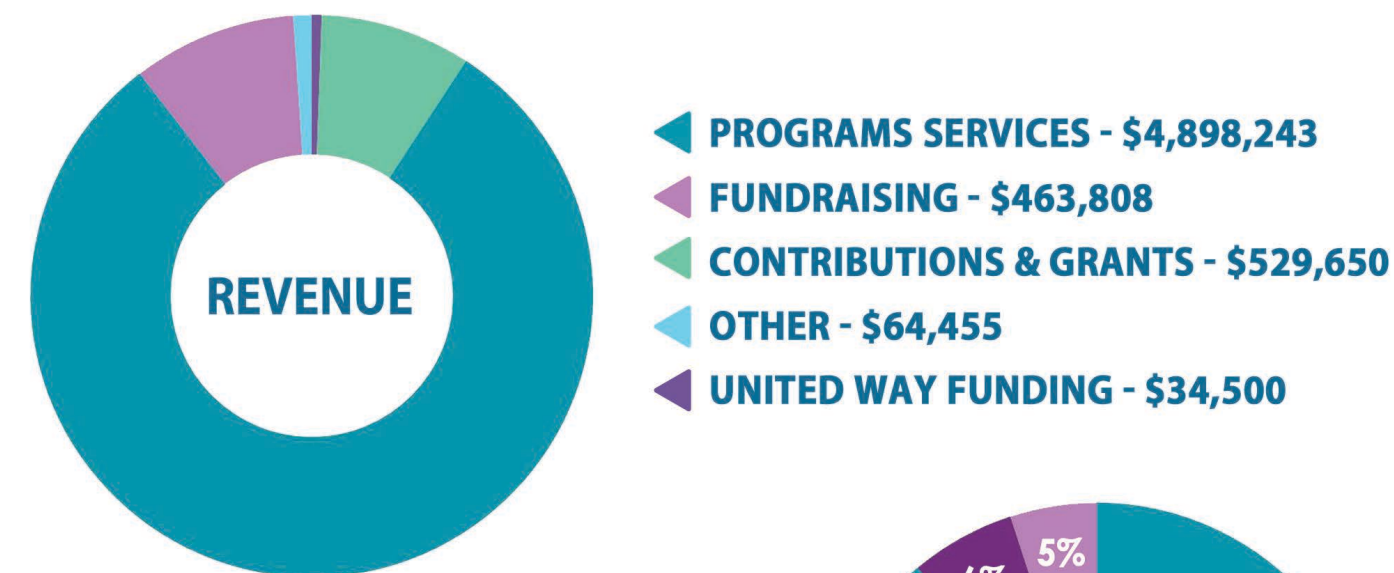 REVENUE
PROGRAMS SERVICES - $4,898,243
FUNDRAISING - $463,808
CONTRIBUTIONS & GRANTS - $529,650
OTHER - $64,455
UNITED WAY FUNDING - $34,500
5%